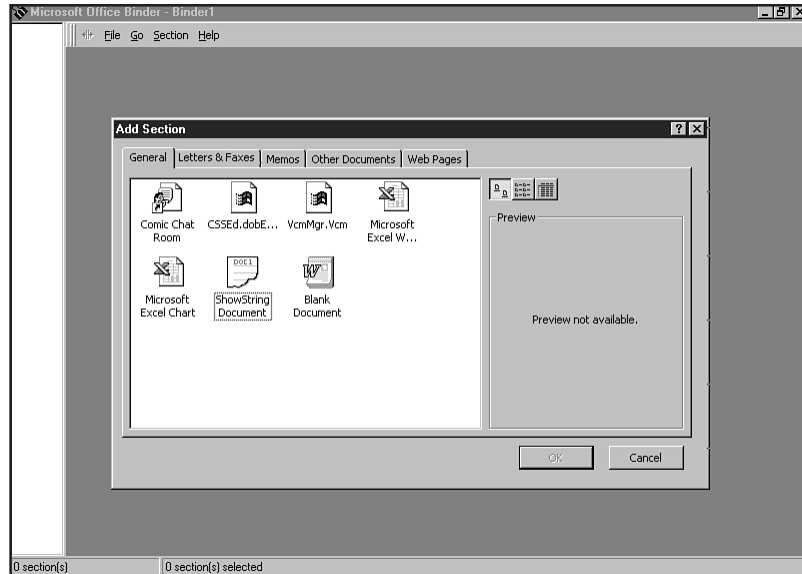 Microsoft Office Binder - Binder1
File Go Section Help
Add Section
General Letters & Faxes Memos Other Documents Web Pages
Comic Chat Room
CSSEd.dobE...
VcmMgr.Vcm
Microsoft Excel W...
Microsoft Excel Chart
DOC1
ShowString Document
Blank Document
Preview
Preview not available.
OK Cancel
0 section(s) 0 section(s) selected